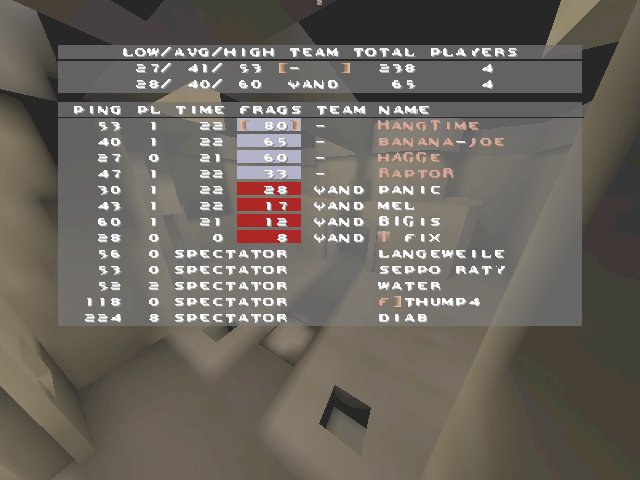 LOW/AVG/HIGH TEAM TOTAL PLAYERS
27/ 41/ 53 [- ] 238 4
28/ 40/ 60 VAND 65 4
PING PL TIME FRAGS TEAM NAME
53 1 22 [ 80] - HANGTIME
40 1 22 65 - BANANA-JOE
27 0 21 60 - HAGGE
47 1 22 33 - RAPTOR
30 1 22 28 VAND PANIC
43 1 22 17 VAND MEL
60 1 21 12 VAND BIGIS
28 0 0 8 VAND T FIX
56 0 SPECTATOR LANGEWEILE
53 0 SPECTATOR SEPPO RATY
52 2 SPECTATOR WATER
118 0 SPECTATOR F]THUMP4
224 8 SPECTATOR DIAB